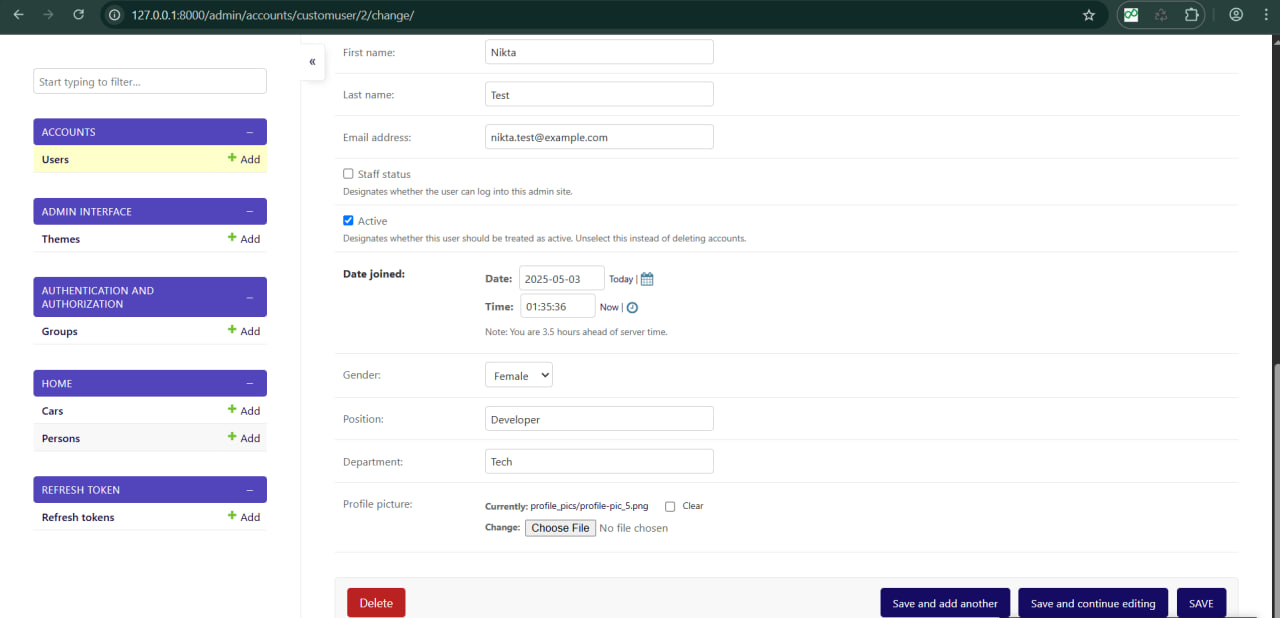 127.0.0.1:8000/admin/accounts/customuser/2/change/
Start typing to filter...
ACCOUNTS –
Users + Add
ADMIN INTERFACE –
Themes + Add
AUTHENTICATION AND
AUTHORIZATION –
Groups + Add
HOME –
Cars + Add
Persons + Add
REFRESH TOKEN –
Refresh tokens + Add
«
First name: Nikta
Last name: Test
Email address: nikta.test@example.com
Staff status
Designates whether the user can log into this admin site.
Active
Designates whether this user should be treated as active. Unselect this instead of deleting accounts.
Date joined: Date: 2025-05-03 Today |
Time: 01:35:36 Now |
Note: You are 3.5 hours ahead of server time.
Gender: Female
Position: Developer
Department: Tech
Profile picture: Currently: profile_pics/profile-pic_5.png Clear
Change: Choose File No file chosen
Delete Save and add another Save and continue editing SAVE